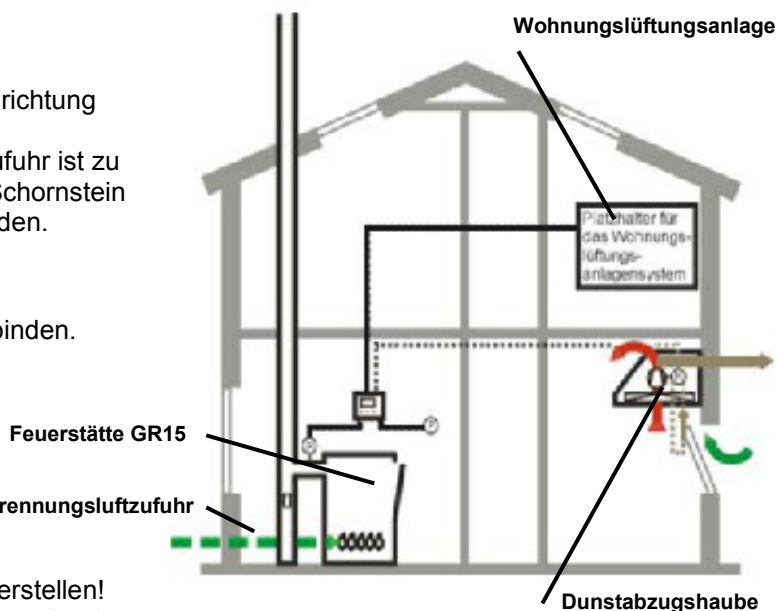 Wohnungslüftungsanlage
richtung
ufuhr ist zu
Schornstein
den.
Platzhalter für
das Wohnungs-
lüftungs-
anlagensystem
binden.
Feuerstätte GR15
rennungsluftzufuhr
erstellen!
Dunstabzugshaube